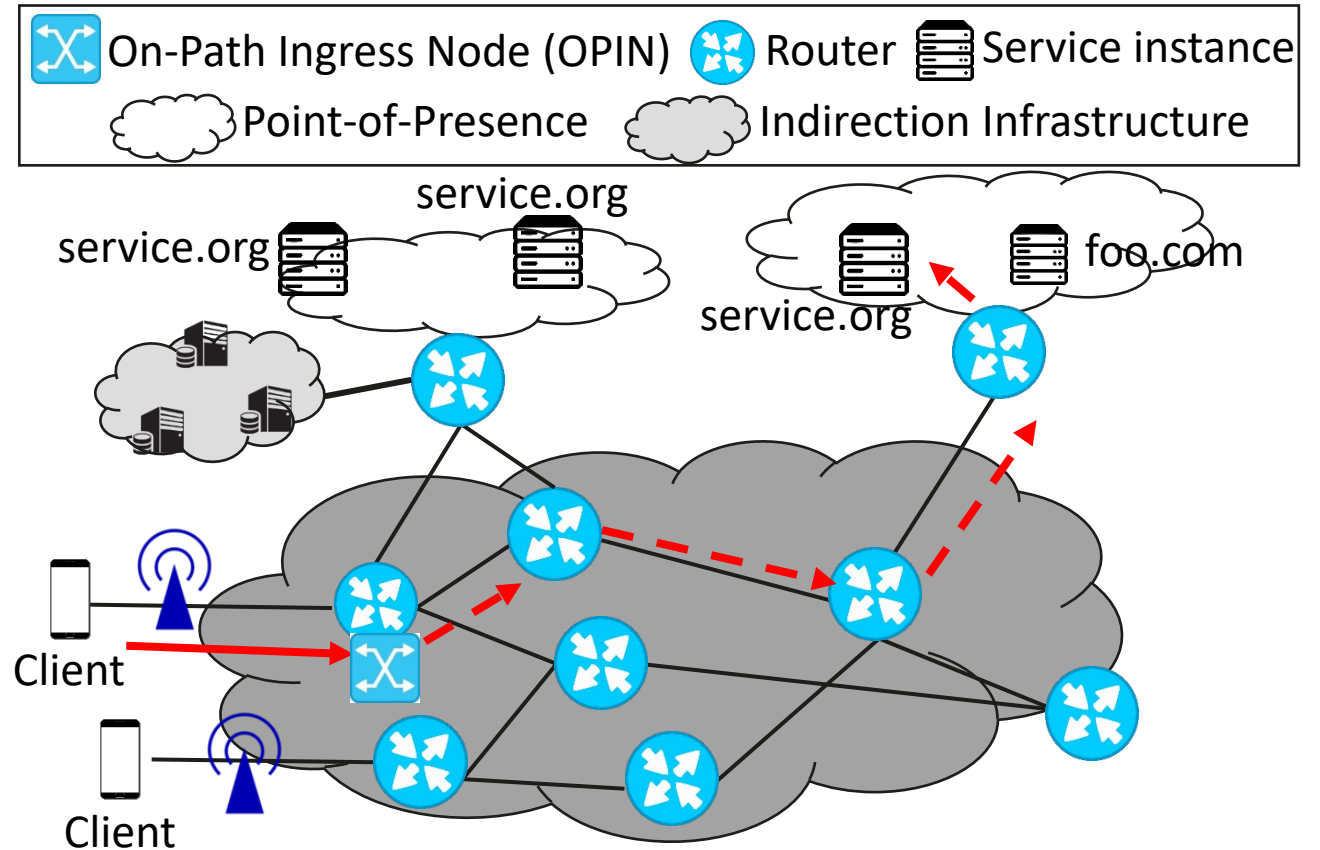 On-Path Ingress Node (OPIN) Router Service instance
Point-of-Presence Indirection Infrastructure
service.org
service.org
service.org
foo.com
Client
Client